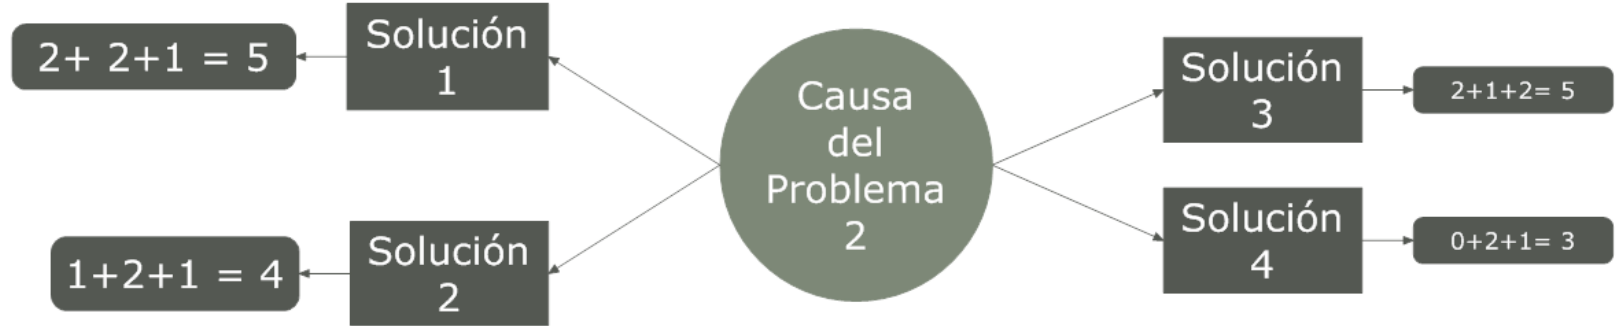 2+ 2+1 = 5
Solución
1
1+2+1 = 4
Solución
2
Causa
del
Problema
2
Solución
3
2+1+2= 5
Solución
4
0+2+1= 3